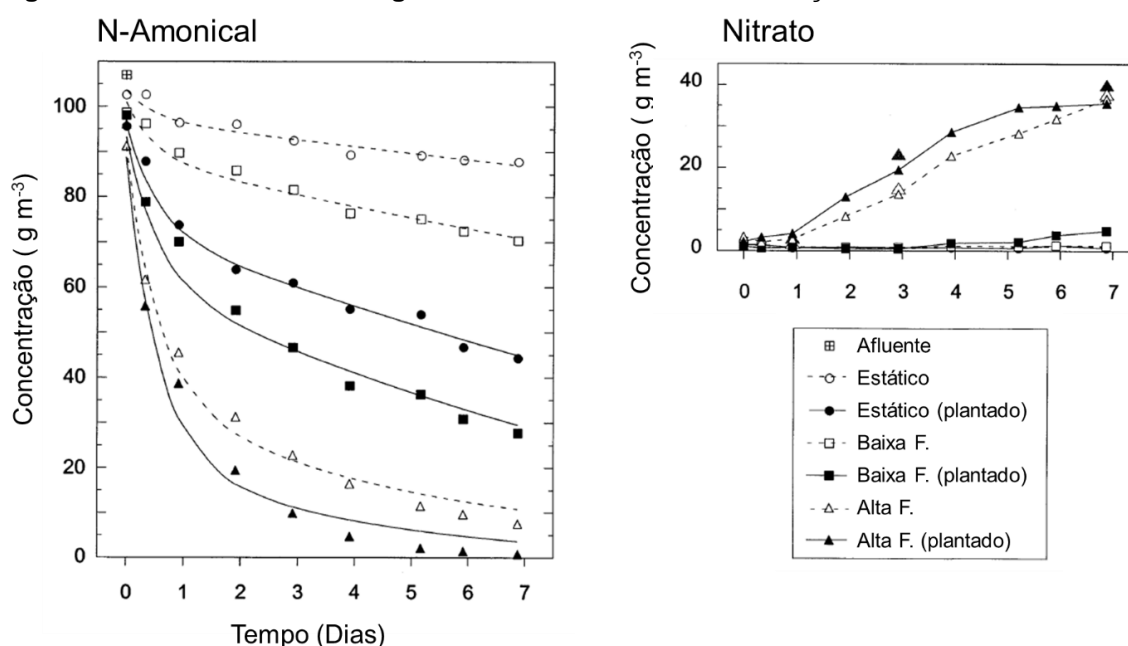 N-Amonical
Concentração ( g m-3)
100
80
60
40
20
0
0 1 2 3 4 5 6 7
Tempo (Dias)
Nitrato
Concentração ( g m-3)
40
20
0
0 1 2 3 4 5 6 7
Afluente
Estático
Estático (plantado)
Baixa F.
Baixa F. (plantado)
Alta F.
Alta F. (plantado)